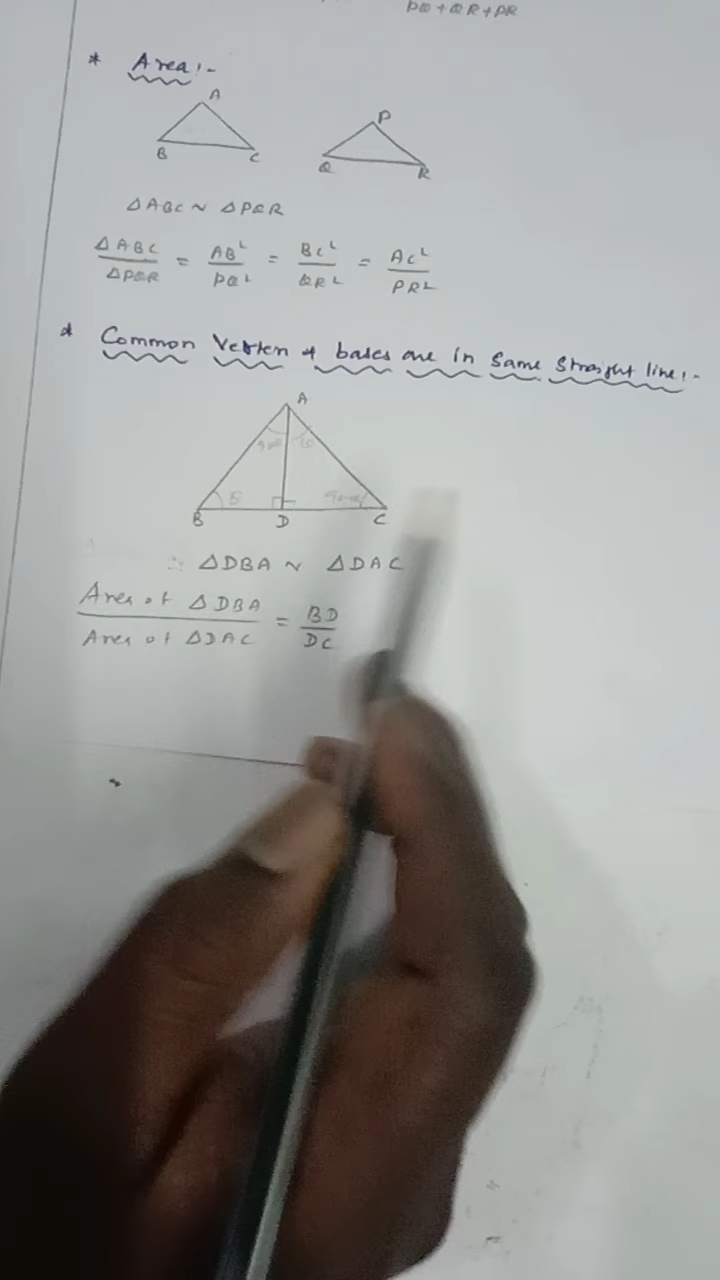 PQ + QR + PR
* Area :-
A
B C
P
Q R
△ABC ~ △PQR
△ABC / △PQR = AB² / PQ² = BC² / QR² = AC² / PR²
* Common Vertex & bases are in Same Straight line :-
A
θ
B D C
∴ △DBA ~ △DAC
Area of △DBA / Area of △DAC = BD / DC